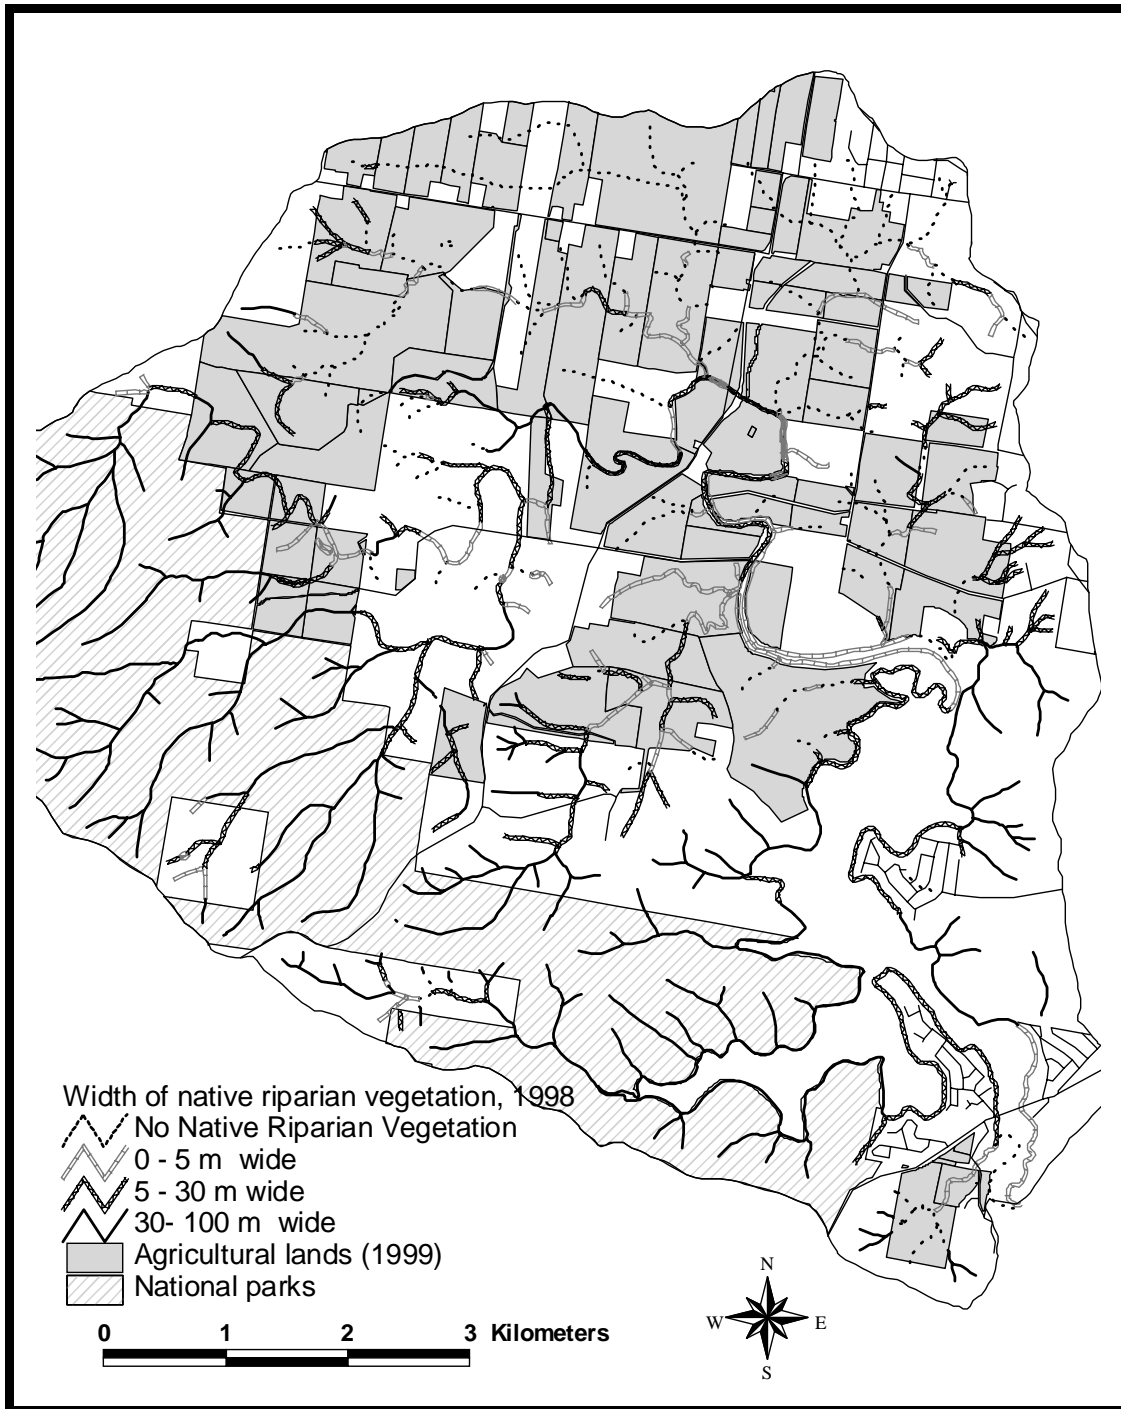 Width of native riparian vegetation, 1998
No Native Riparian Vegetation
0 - 5 m wide
5 - 30 m wide
30- 100 m wide
Agricultural lands (1999)
National parks
0 1 2 3 Kilometers
N
W E
S